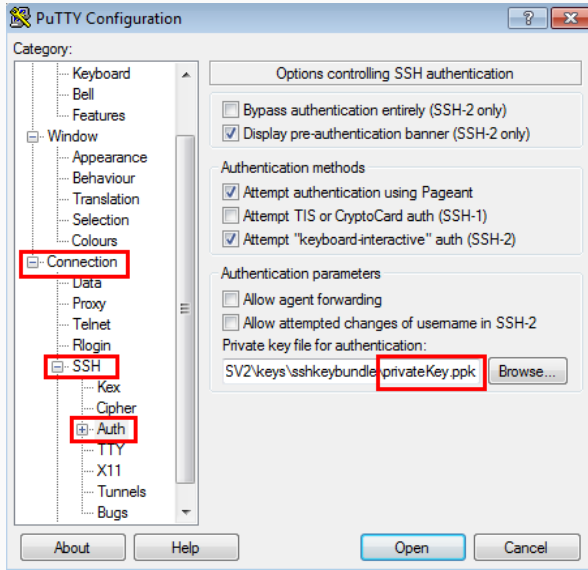 PuTTY Configuration
Category:
Keyboard
Bell
Features
Window
Appearance
Behaviour
Translation
Selection
Colours
Connection
Data
Proxy
Telnet
Rlogin
SSH
Kex
Cipher
Auth
TTY
X11
Tunnels
Bugs
Options controlling SSH authentication
Bypass authentication entirely (SSH-2 only)
Display pre-authentication banner (SSH-2 only)
Authentication methods
Attempt authentication using Pageant
Attempt TIS or CryptoCard auth (SSH-1)
Attempt "keyboard-interactive" auth (SSH-2)
Authentication parameters
Allow agent forwarding
Allow attempted changes of username in SSH-2
Private key file for authentication:
SV2\keys\sshkeybundle\privateKey.ppk Browse...
About Help Open Cancel